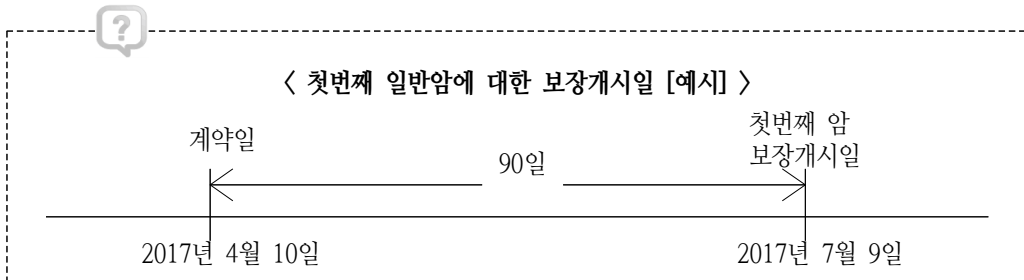 ?
〈 첫번째 일반암에 대한 보장개시일 [예시] 〉
계약일
90일
첫번째 암
보장개시일
2017년 4월 10일
2017년 7월 9일